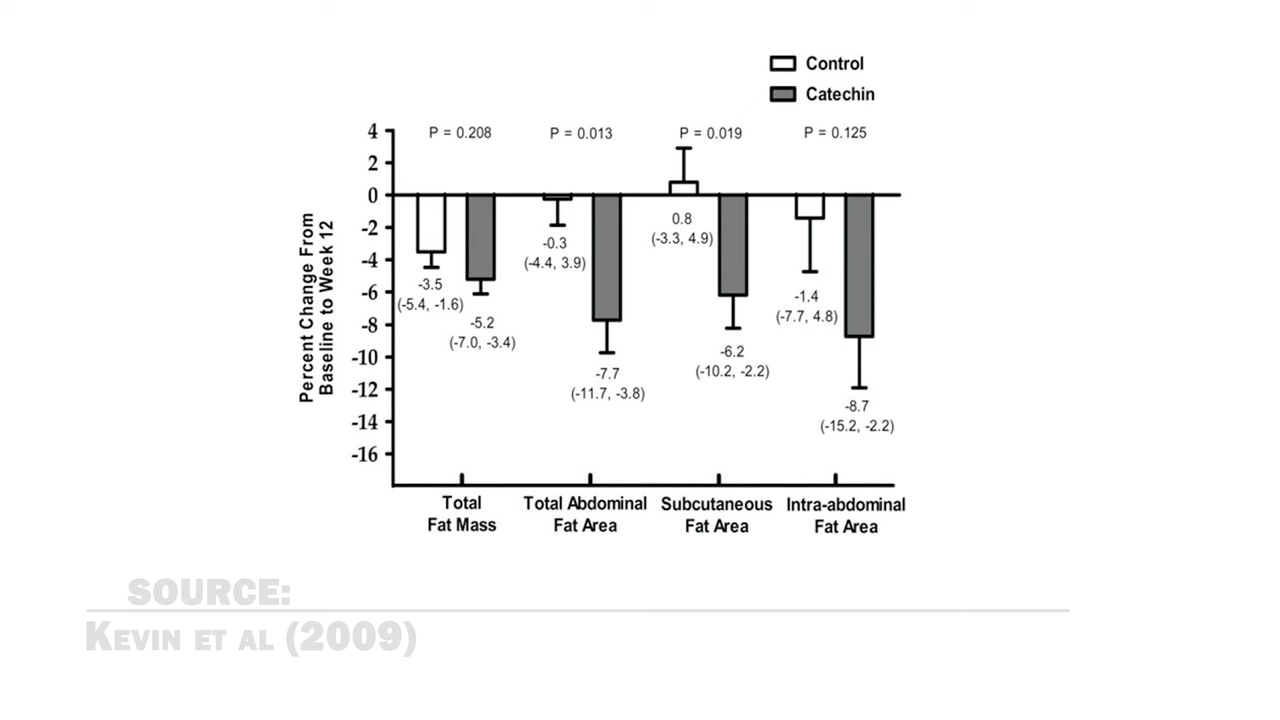 Control
Catechin
P = 0.208 P = 0.013 P = 0.019 P = 0.125
4
2
0
-2
-4
-6
-8
-10
-12
-14
-16
Percent Change From
Baseline to Week 12
-3.5
(-5.4, -1.6)
-5.2
(-7.0, -3.4)
-0.3
(-4.4, 3.9)
-7.7
(-11.7, -3.8)
0.8
(-3.3, 4.9)
-6.2
(-10.2, -2.2)
-1.4
(-7.7, 4.8)
-8.7
(-15.2, -2.2)
Total
Fat Mass
Total Abdominal
Fat Area
Subcutaneous
Fat Area
Intra-abdominal
Fat Area
SOURCE:
KEVIN ET AL (2009)